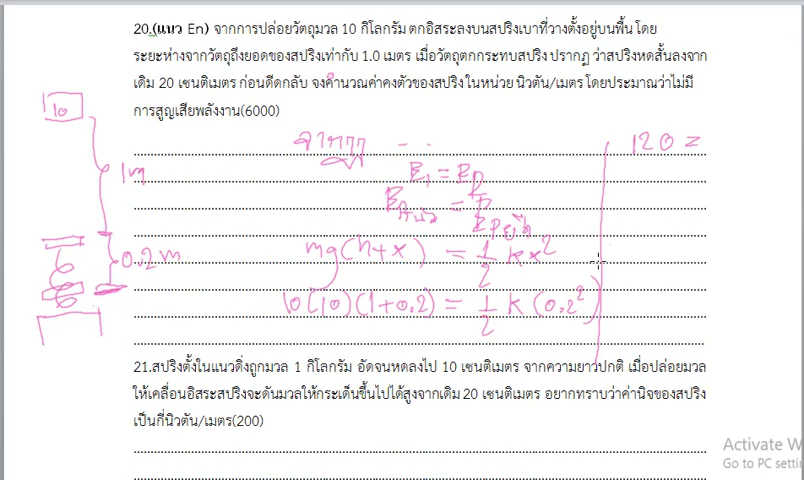 20.(แนว En) จากการปล่อยวัตถุมวล 10 กิโลกรัม ตกอิสระลงบนสปริงเบาที่วางตั้งอยู่บนพื้น โดย
ระยะห่างจากวัตถุถึงยอดของสปริงเท่ากับ 1.0 เมตร เมื่อวัตถุตกกระทบสปริง ปรากฏ ว่าสปริงหดสั้นลงจาก
เดิม 20 เซนติเมตร ก่อนดีดกลับ จงคำนวณค่าคงตัวของสปริง ในหน่วย นิวตัน/เมตร โดยประมาณว่าไม่มี
การสูญเสียพลังงาน(6000)
10
จากกฎ
120 =
1m
E1 = E2
Ep = Ep
0.2 m
mg(h+x) = 1/2 kx²
10(10)(1+0.2) = 1/2 k (0.2²)
21.สปริงตั้งในแนวดิ่งถูกมวล 1 กิโลกรัม อัดจนหดลงไป 10 เซนติเมตร จากความยาวปกติ เมื่อปล่อยมวล
ให้เคลื่อนอิสระสปริงจะดันมวลให้กระเด็นขึ้นไปได้สูงจากเดิม 20 เซนติเมตร อยากทราบว่าค่านิจของสปริง
เป็นกี่นิวตัน/เมตร(200)
Activate W
Go to PC settin